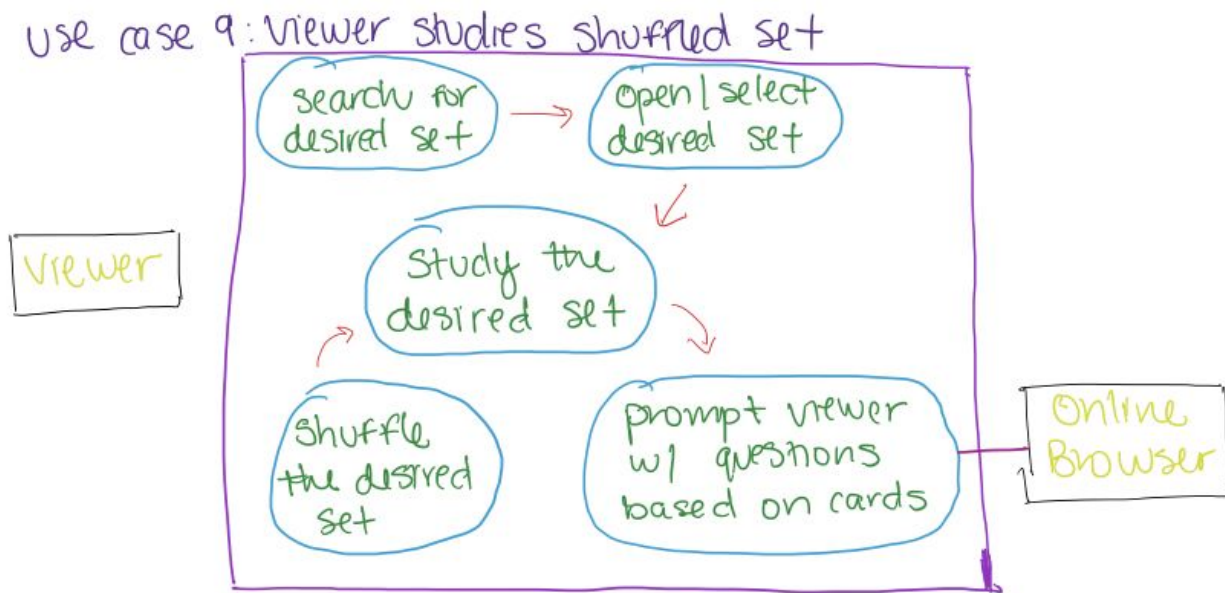 use case 9: Viewer studies shuffled set
search for
desired set
open/select
desired set
Viewer
Study the
desired set
Shuffle
the desired
set
prompt viewer
w/ questions
based on cards
Online
Browser